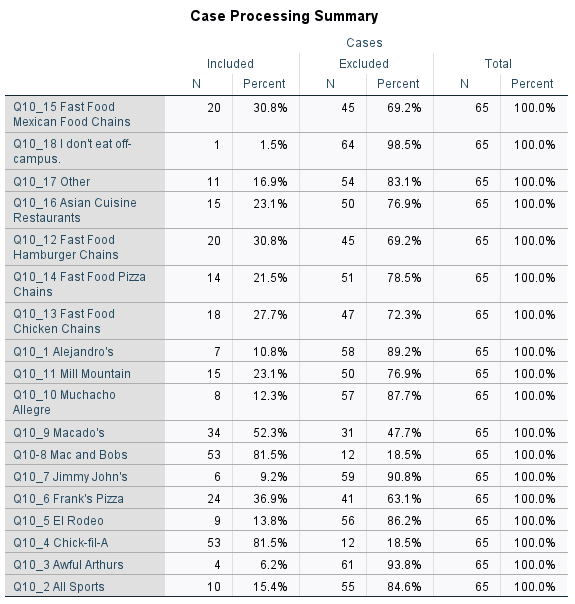 Case Processing Summary
Cases
Included Excluded Total
N Percent N Percent N Percent
Q10_15 Fast Food
Mexican Food Chains 20 30.8% 45 69.2% 65 100.0%
Q10_18 I don't eat off-
campus. 1 1.5% 64 98.5% 65 100.0%
Q10_17 Other 11 16.9% 54 83.1% 65 100.0%
Q10_16 Asian Cuisine
Restaurants 15 23.1% 50 76.9% 65 100.0%
Q10_12 Fast Food
Hamburger Chains 20 30.8% 45 69.2% 65 100.0%
Q10_14 Fast Food Pizza
Chains 14 21.5% 51 78.5% 65 100.0%
Q10_13 Fast Food
Chicken Chains 18 27.7% 47 72.3% 65 100.0%
Q10_1 Alejandro's 7 10.8% 58 89.2% 65 100.0%
Q10_11 Mill Mountain 15 23.1% 50 76.9% 65 100.0%
Q10_10 Muchacho
Allegre 8 12.3% 57 87.7% 65 100.0%
Q10_9 Macado's 34 52.3% 31 47.7% 65 100.0%
Q10-8 Mac and Bobs 53 81.5% 12 18.5% 65 100.0%
Q10_7 Jimmy John's 6 9.2% 59 90.8% 65 100.0%
Q10_6 Frank's Pizza 24 36.9% 41 63.1% 65 100.0%
Q10_5 El Rodeo 9 13.8% 56 86.2% 65 100.0%
Q10_4 Chick-fil-A 53 81.5% 12 18.5% 65 100.0%
Q10_3 Awful Arthurs 4 6.2% 61 93.8% 65 100.0%
Q10_2 All Sports 10 15.4% 55 84.6% 65 100.0%